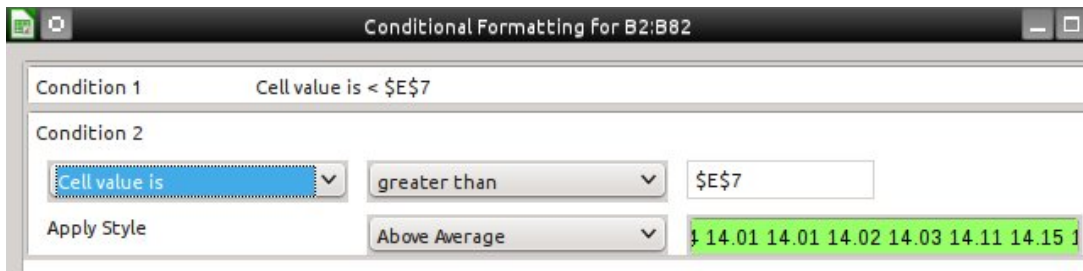 Conditional Formatting for B2:B82
Condition 1 Cell value is < $E$7
Condition 2
Cell value is greater than $E$7
Apply Style Above Average 14.01 14.01 14.02 14.03 14.11 14.15